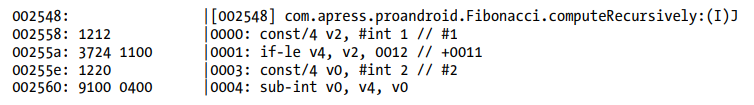 002548: |[002548] com.apress.proandroid.Fibonacci.computeRecursively:(I)J
002558: 1212 |0000: const/4 v2, #int 1 // #1
00255a: 3724 1100 |0001: if-le v4, v2, 0012 // +0011
00255e: 1220 |0003: const/4 v0, #int 2 // #2
002560: 9100 0400 |0004: sub-int v0, v4, v0